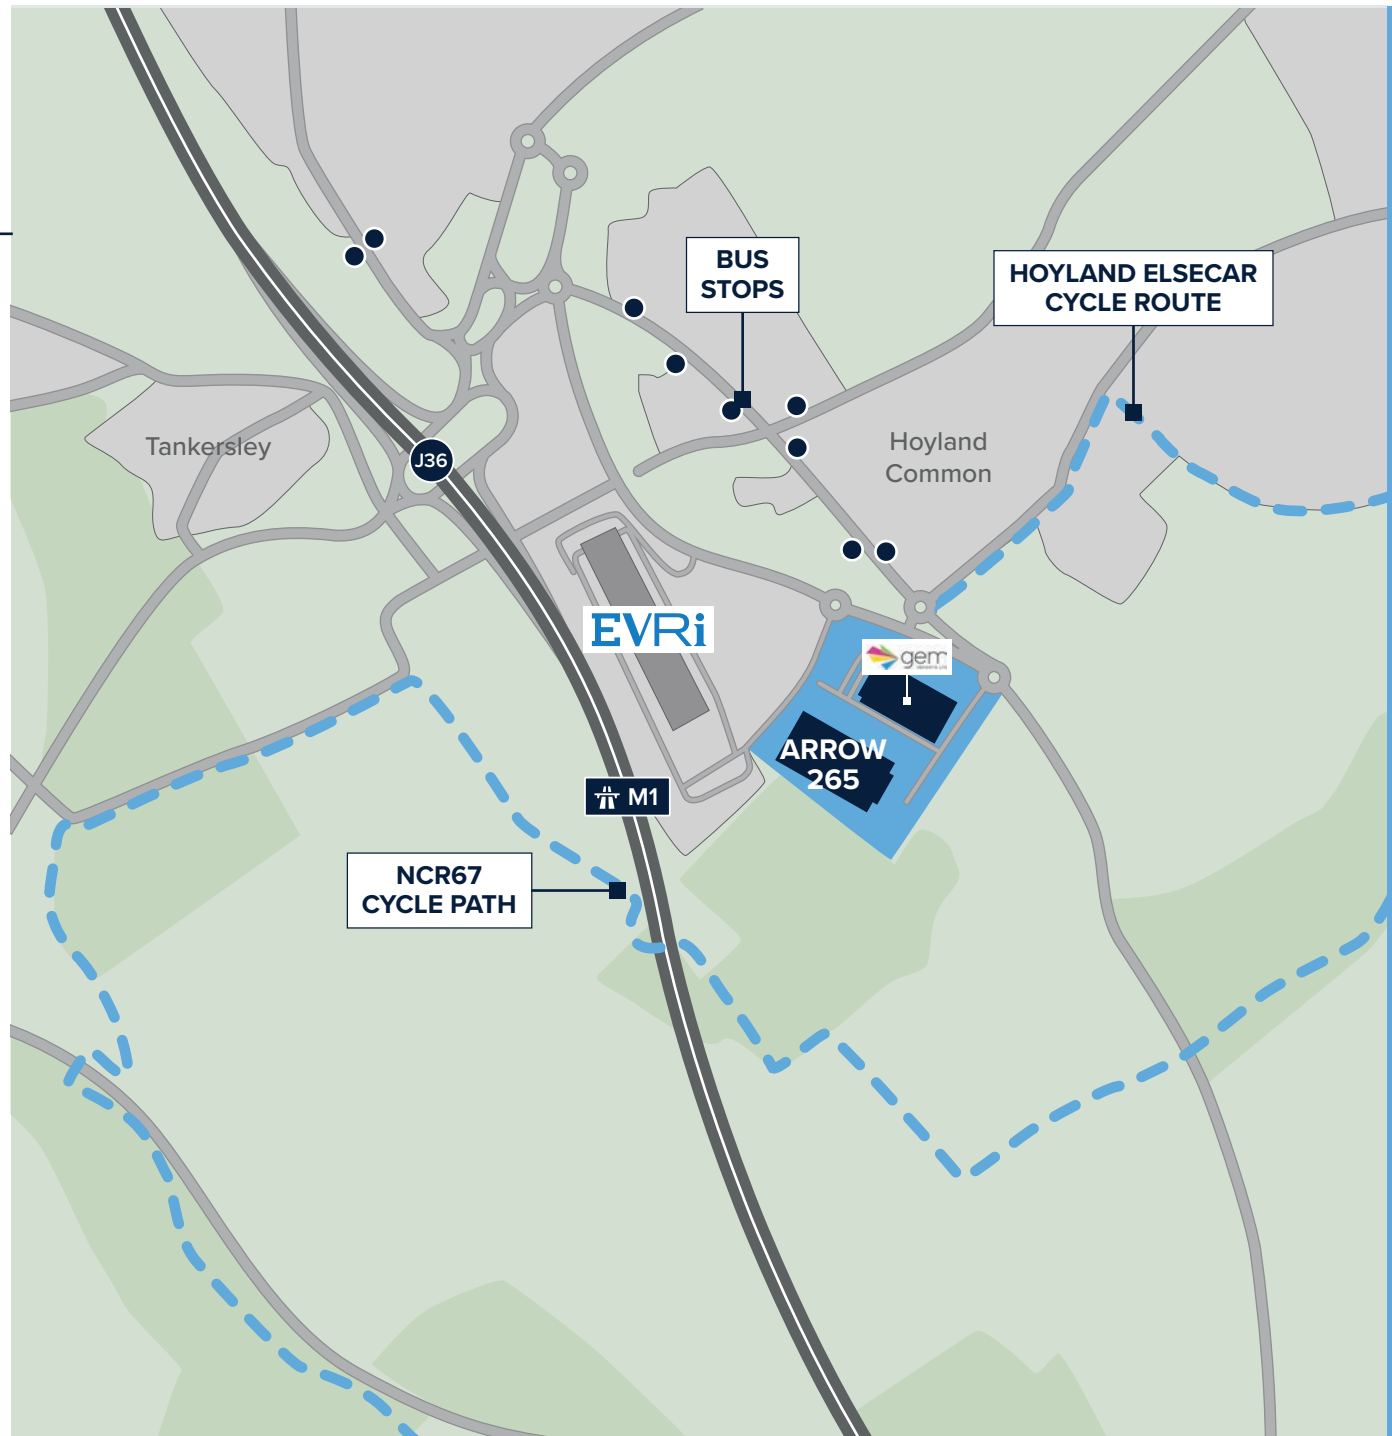 BUS
STOPS
HOYLAND ELSECAR
CYCLE ROUTE
Tankersley
J36
Hoyland
Common
EVRi
gem
ARROW
265
M1
NCR67
CYCLE PATH